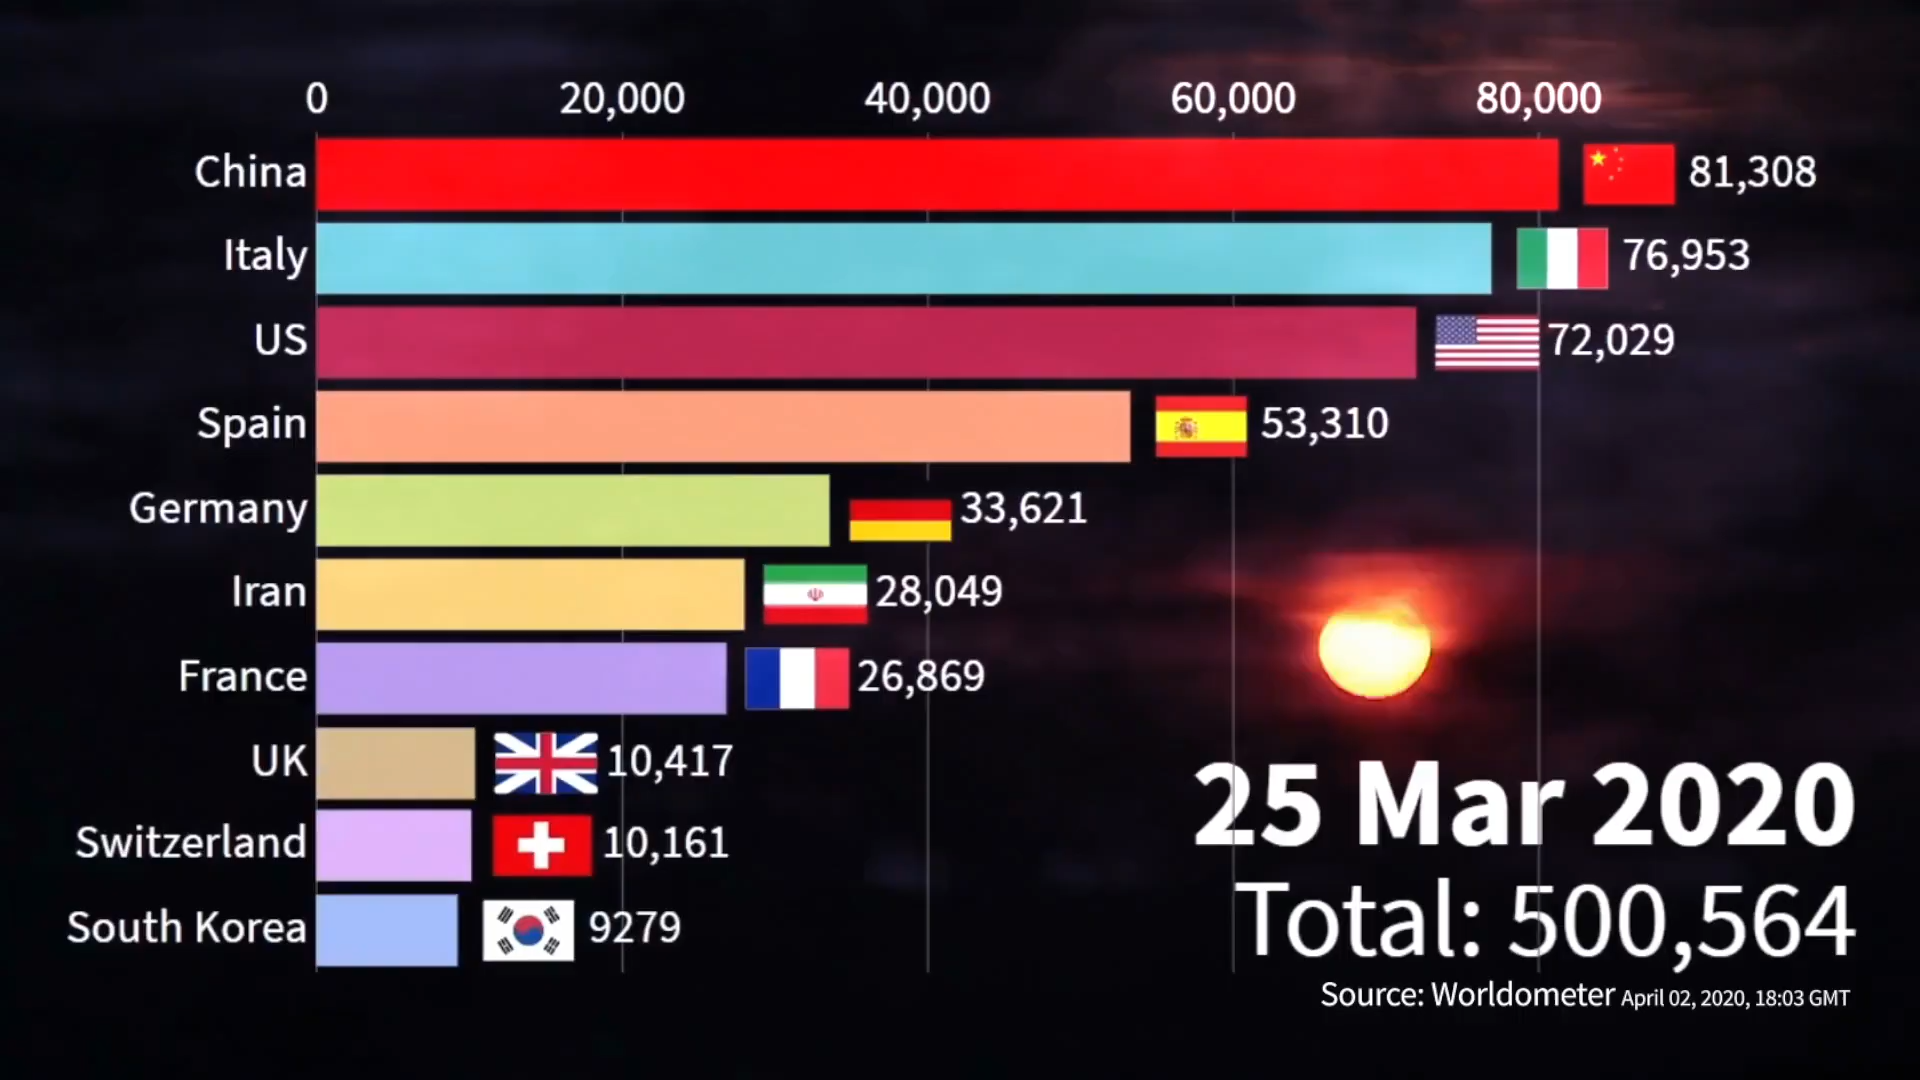 0 20,000 40,000 60,000 80,000
China 81,308
Italy 76,953
US 72,029
Spain 53,310
Germany 33,621
Iran 28,049
France 26,869
UK 10,417
Switzerland 10,161
South Korea 9279
25 Mar 2020
Total: 500,564
Source: Worldometer April 02, 2020, 18:03 GMT